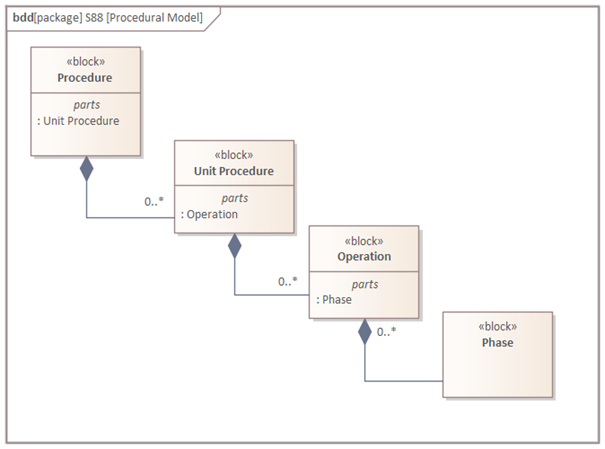 bdd[package] S88 [Procedural Model]
«block»
Procedure
parts
: Unit Procedure
0..*
«block»
Unit Procedure
parts
: Operation
0..*
«block»
Operation
parts
: Phase
0..*
«block»
Phase